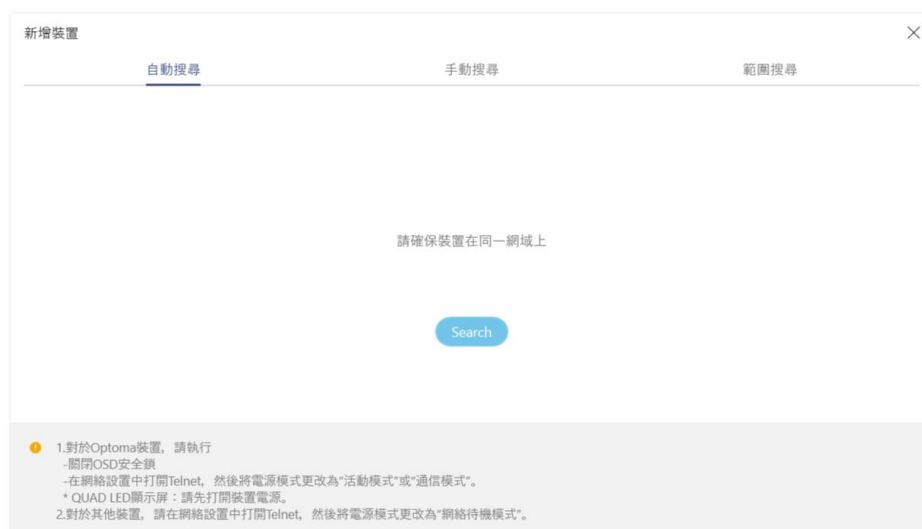 新增裝置
自動搜尋 手動搜尋 範圍搜尋
請確保裝置在同一網域上
Search
1.對於Optoma裝置，請執行
-關閉OSD安全鎖
-在網絡設置中打開Telnet，然後將電源模式更改為“活動模式”或“通信模式”。
* QUAD LED顯示屏：請先打開裝置電源。
2.對於其他裝置，請在網絡設置中打開Telnet，然後將電源模式更改為“網絡待機模式”。